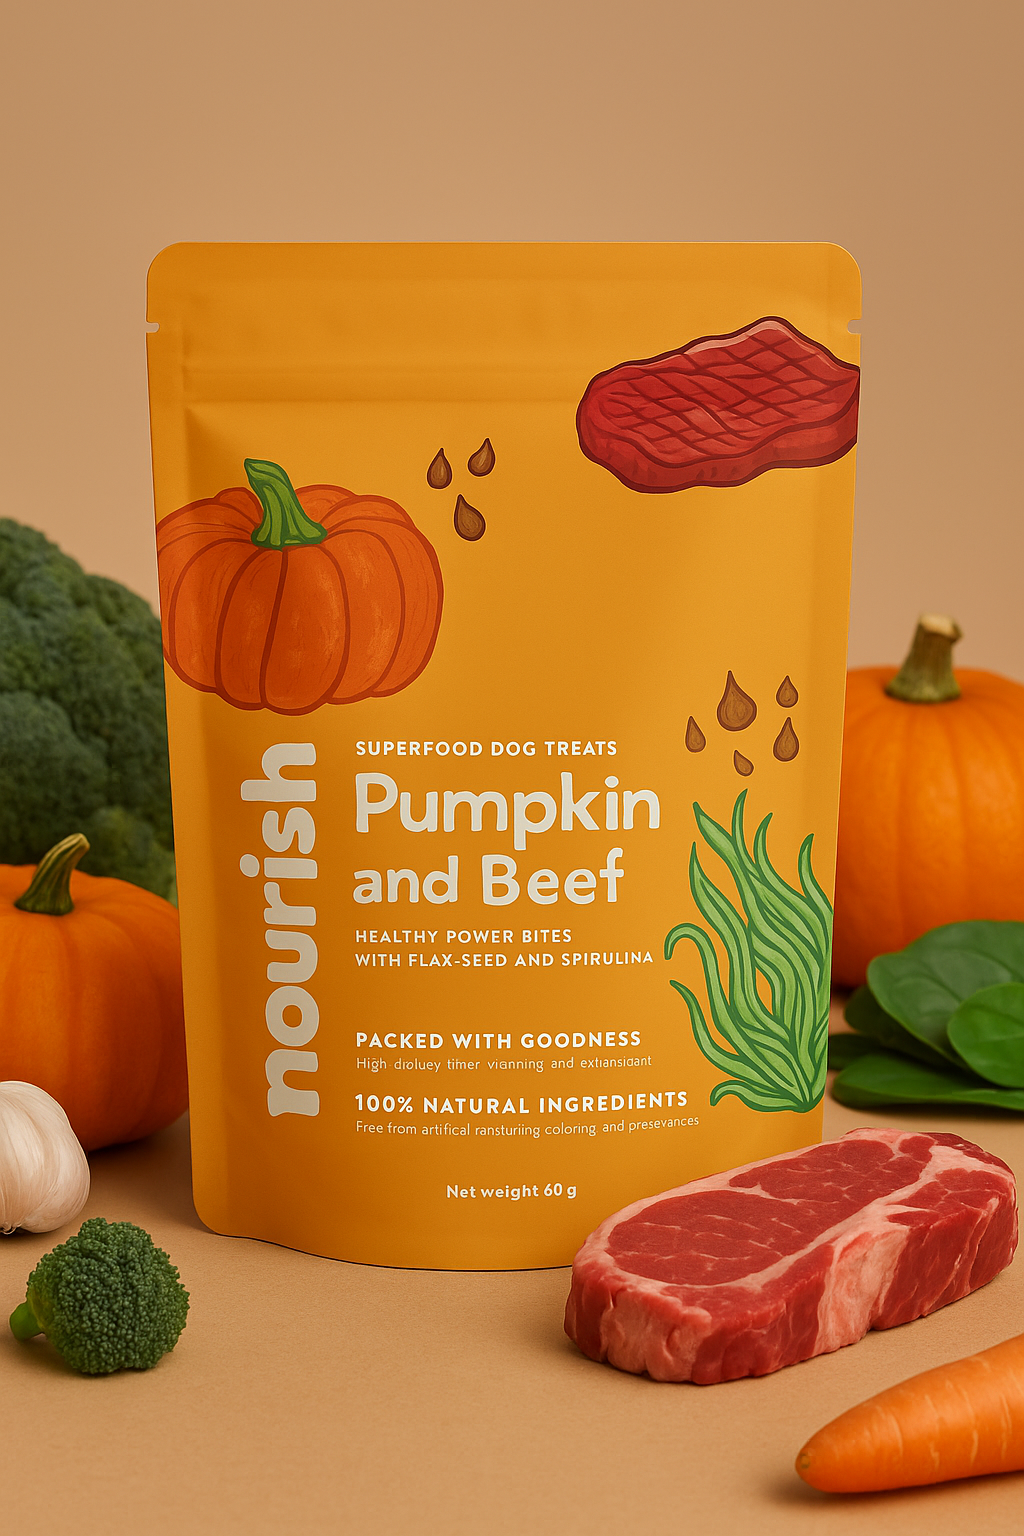 SUPERFOOD DOG TREATS
Pumpkin
and Beef
HEALTHY POWER BITES
WITH FLAX-SEED AND SPIRULINA
nourish
PACKED WITH GOODNESS
High timer and
100% NATURAL INGREDIENTS
Free from artifical coloring and
Net weight 60 g